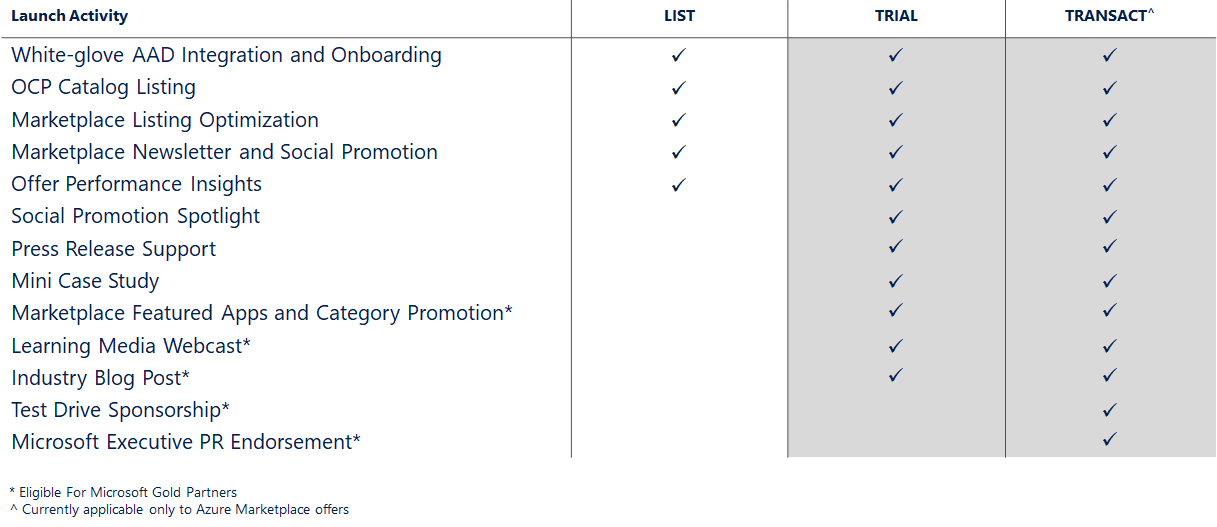 Launch Activity LIST TRIAL TRANSACT^
White-glove AAD Integration and Onboarding ✓ ✓ ✓
OCP Catalog Listing ✓ ✓ ✓
Marketplace Listing Optimization ✓ ✓ ✓
Marketplace Newsletter and Social Promotion ✓ ✓ ✓
Offer Performance Insights ✓ ✓ ✓
Social Promotion Spotlight ✓ ✓
Press Release Support ✓ ✓
Mini Case Study ✓ ✓
Marketplace Featured Apps and Category Promotion* ✓ ✓
Learning Media Webcast* ✓ ✓
Industry Blog Post* ✓ ✓
Test Drive Sponsorship* ✓
Microsoft Executive PR Endorsement* ✓
* Eligible For Microsoft Gold Partners
^ Currently applicable only to Azure Marketplace offers